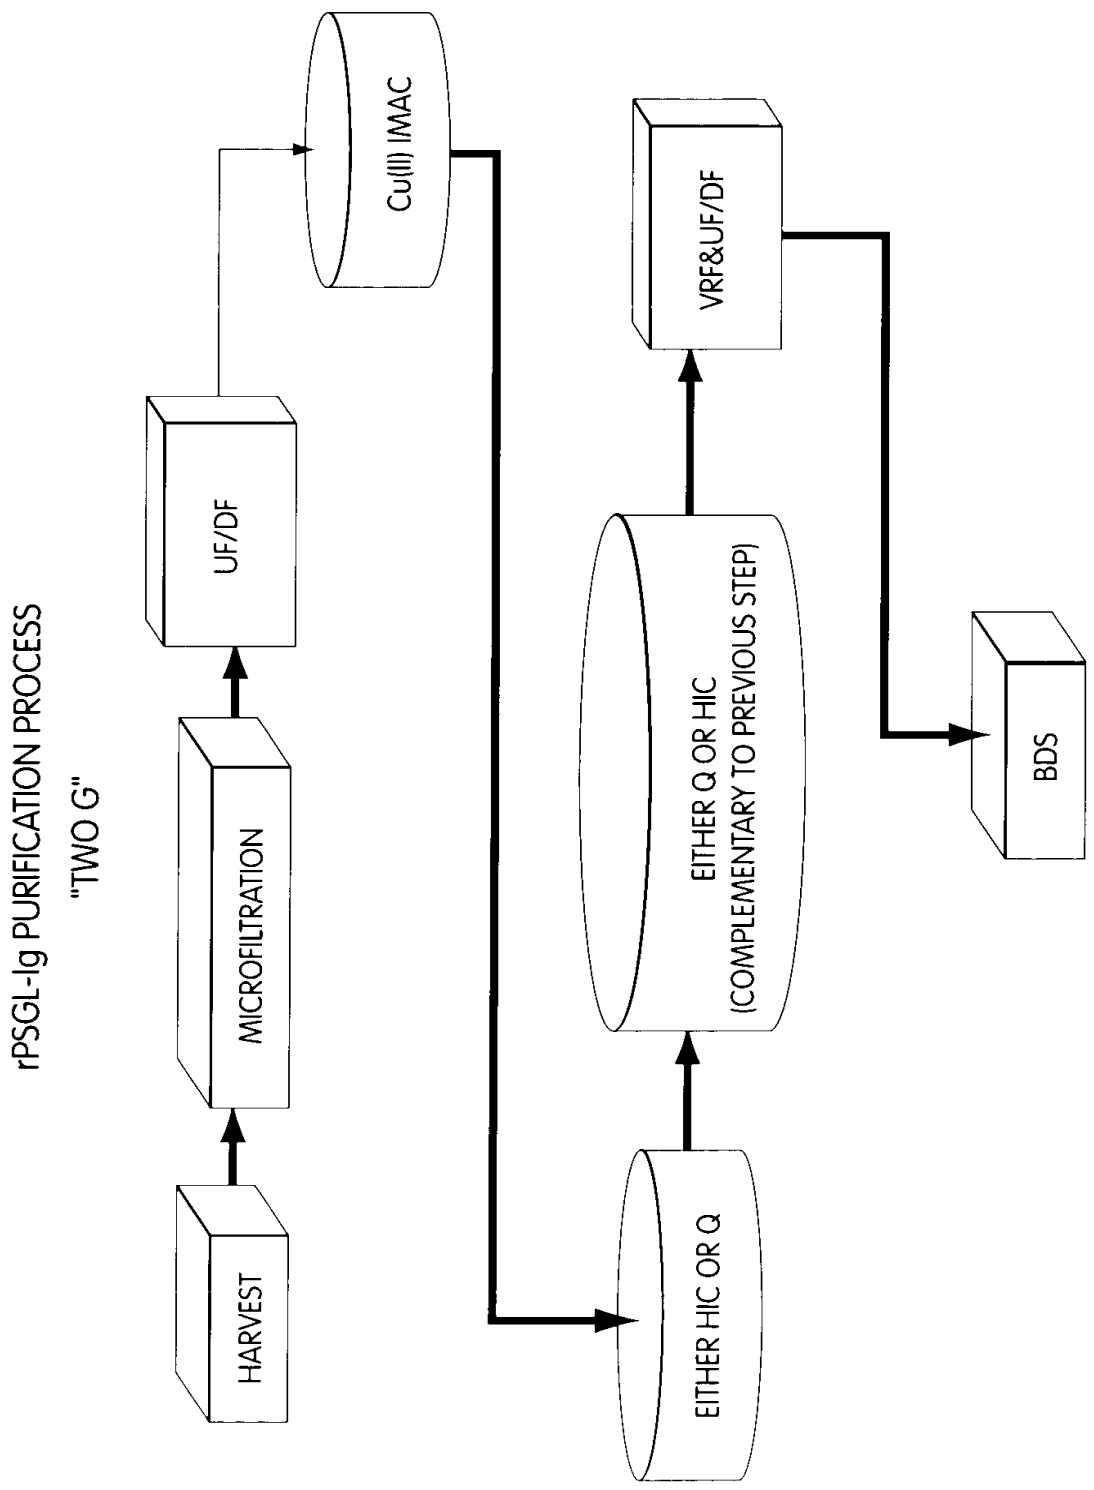 rPSGL-Ig PURIFICATION PROCESS
"TWO G"
HARVEST
MICROFILTRATION
UF/DF
Cu(II) IMAC
EITHER HIC OR Q
EITHER Q OR HIC
(COMPLEMENTARY TO PREVIOUS STEP)
VRF&UF/DF
BDS